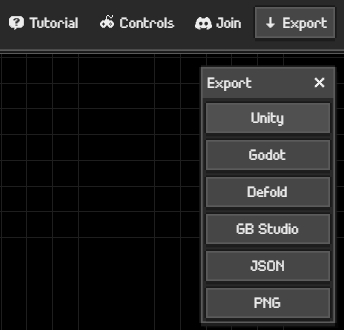 Tutorial Controls Join Export
Export
Unity
Godot
Defold
GB Studio
JSON
PNG